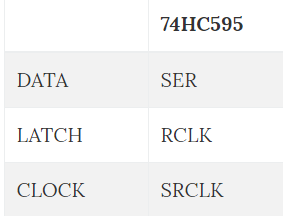 74HC595
DATA SER
LATCH RCLK
CLOCK SRCLK